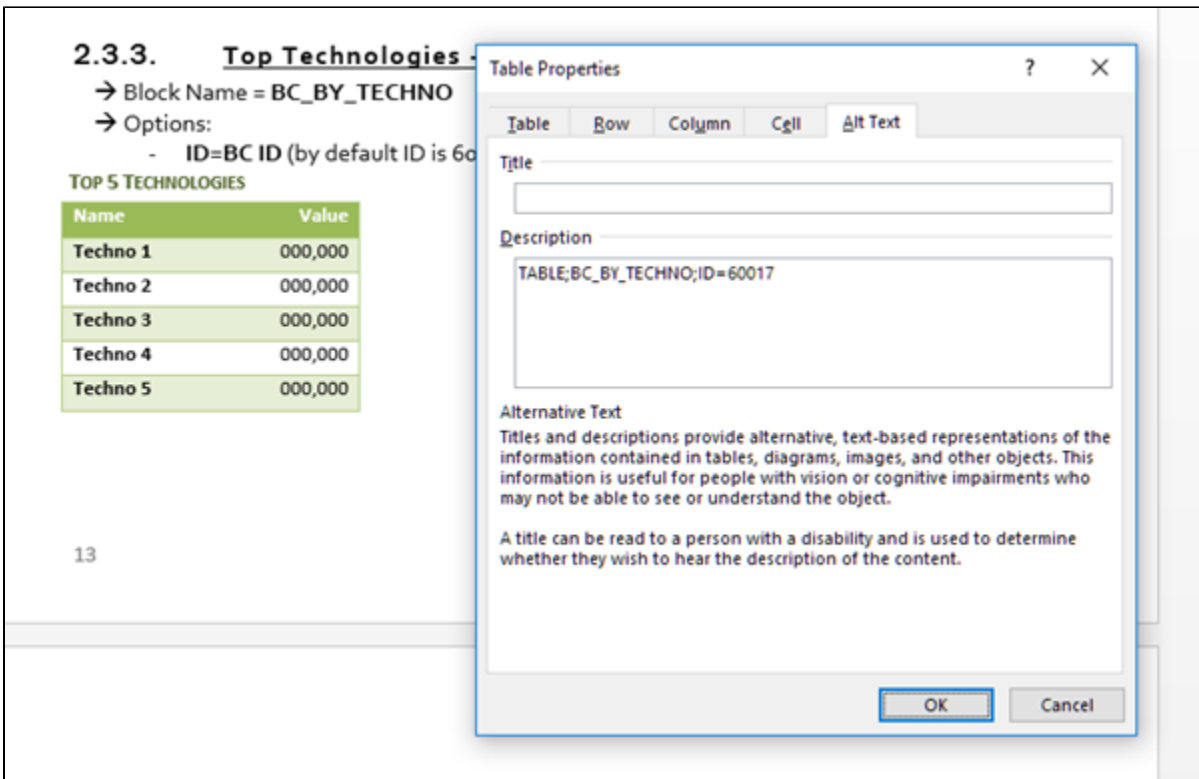 2.3.3. Top Technologies -
→ Block Name = BC_BY_TECHNO
→ Options:
- ID=BC ID (by default ID is 60
TOP 5 TECHNOLOGIES
Name Value
Techno 1 000,000
Techno 2 000,000
Techno 3 000,000
Techno 4 000,000
Techno 5 000,000
13
Table Properties ? ×
Table Row Column Cell Alt Text
Title
Description
TABLE;BC_BY_TECHNO;ID=60017
Alternative Text
Titles and descriptions provide alternative, text-based representations of the
information contained in tables, diagrams, images, and other objects. This
information is useful for people with vision or cognitive impairments who
may not be able to see or understand the object.
A title can be read to a person with a disability and is used to determine
whether they wish to hear the description of the content.
OK Cancel